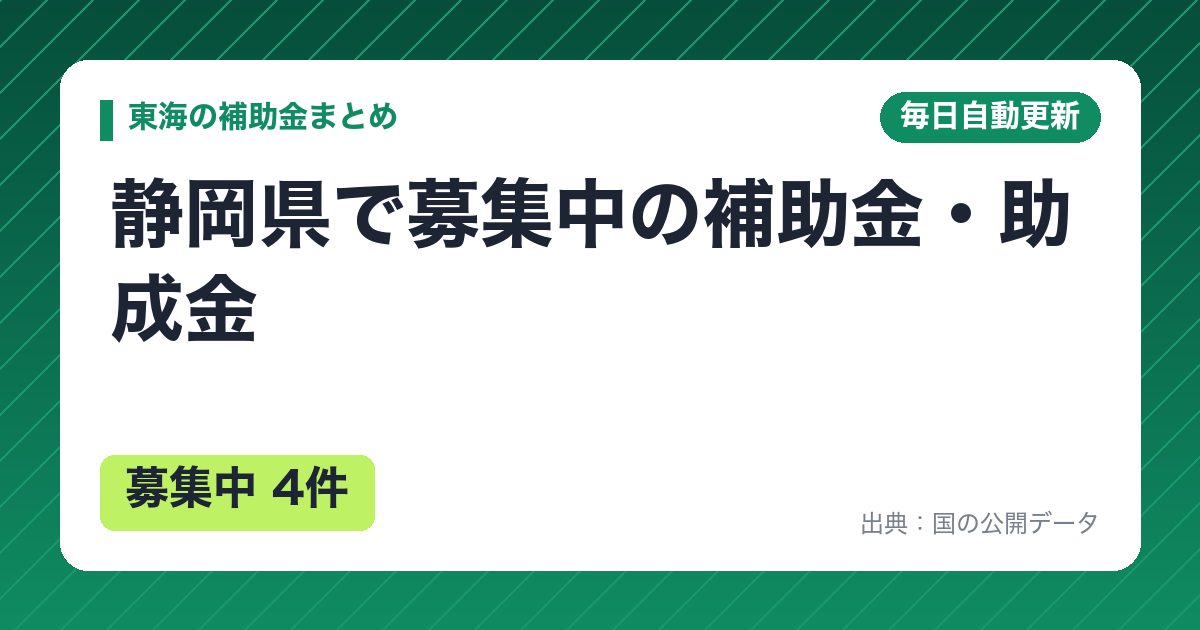 東海の補助金まとめ
毎日自動更新
静岡県で募集中の補助金・助
成金
募集中 4件
出典：国の公開データ